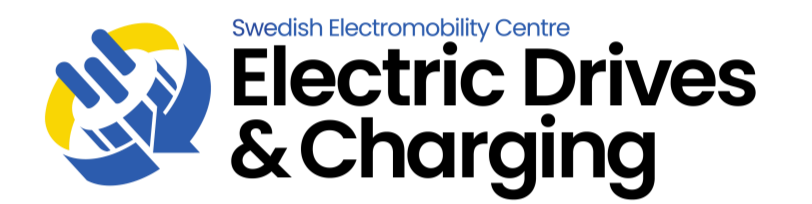 Swedish Electromobility Centre
Electric Drives
& Charging